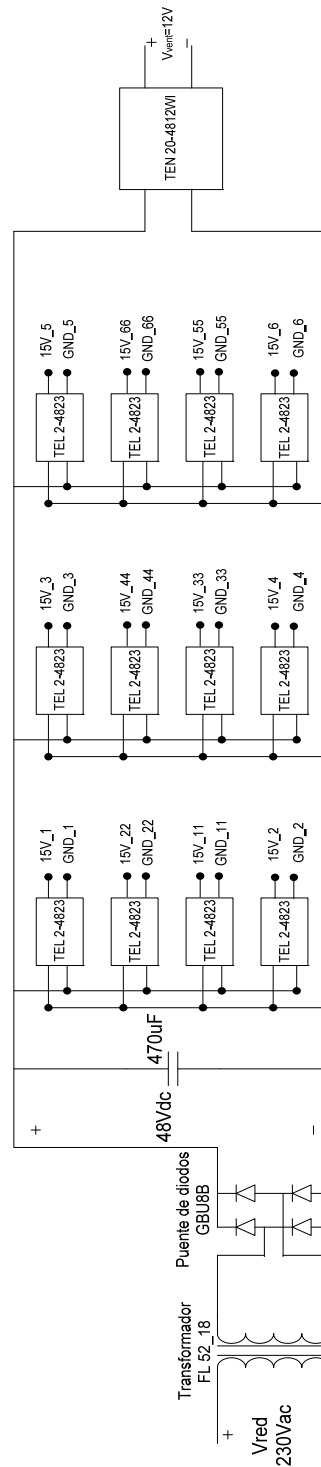 +
Vred
230Vac
Transformador
FL 52_18
Puente de diodos
GBU8B
+
48Vdc
470uF
−
TEL 2-4823
15V_1
GND_1
TEL 2-4823
15V_22
GND_22
TEL 2-4823
15V_11
GND_11
TEL 2-4823
15V_2
GND_2
TEL 2-4823
15V_3
GND_3
TEL 2-4823
15V_44
GND_44
TEL 2-4823
15V_33
GND_33
TEL 2-4823
15V_4
GND_4
TEL 2-4823
15V_5
GND_5
TEL 2-4823
15V_66
GND_66
TEL 2-4823
15V_55
GND_55
TEL 2-4823
15V_6
GND_6
TEN 20-4812WI
+
Vvent=12V
−